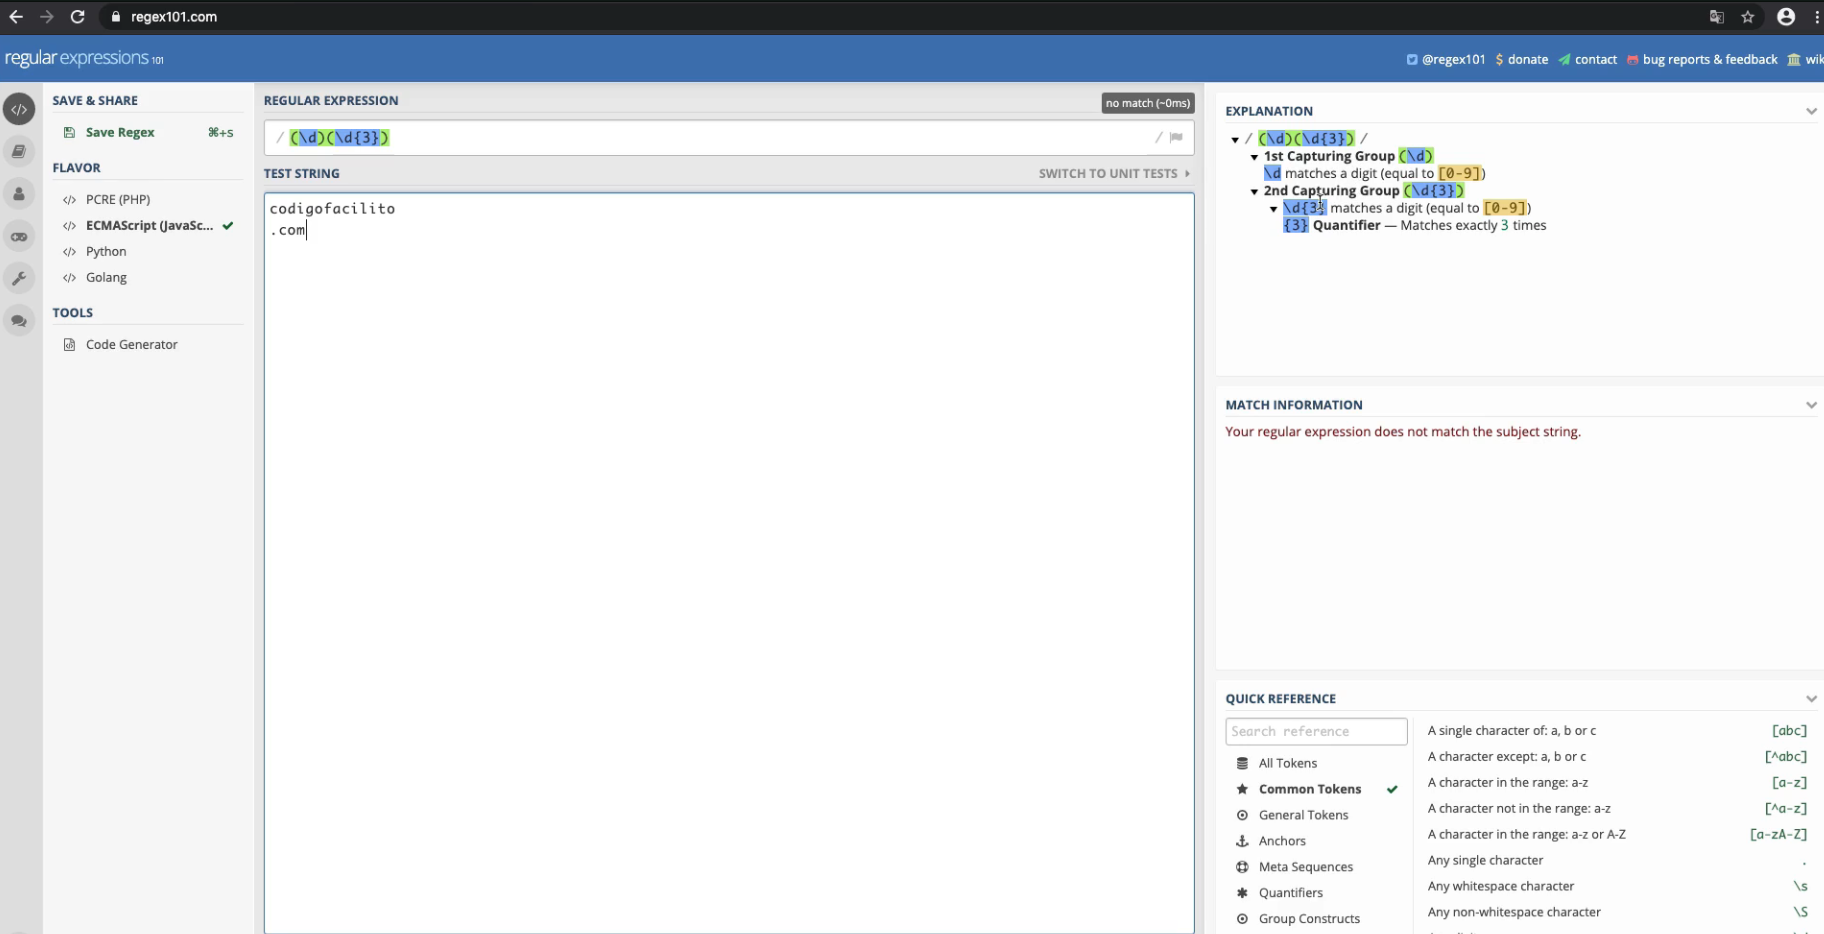 regex101.com
regular expressions 101
@regex101 $ donate contact bug reports & feedback wik
SAVE & SHARE
Save Regex ⌘+s
FLAVOR
</> PCRE (PHP)
</> ECMAScript (JavaSc...
</> Python
</> Golang
TOOLS
Code Generator
REGULAR EXPRESSION
no match (~0ms)
/ (\d)(\d{3}) /
TEST STRING
SWITCH TO UNIT TESTS
codigofacilito
.com
EXPLANATION
/ (\d)(\d{3}) /
1st Capturing Group (\d)
\d matches a digit (equal to [0-9])
2nd Capturing Group (\d{3})
\d{3} matches a digit (equal to [0-9])
{3} Quantifier — Matches exactly 3 times
MATCH INFORMATION
Your regular expression does not match the subject string.
QUICK REFERENCE
Search reference
All Tokens
Common Tokens
General Tokens
Anchors
Meta Sequences
Quantifiers
Group Constructs
A single character of: a, b or c [abc]
A character except: a, b or c [^abc]
A character in the range: a-z [a-z]
A character not in the range: a-z [^a-z]
A character in the range: a-z or A-Z [a-zA-Z]
Any single character .
Any whitespace character \s
Any non-whitespace character \S